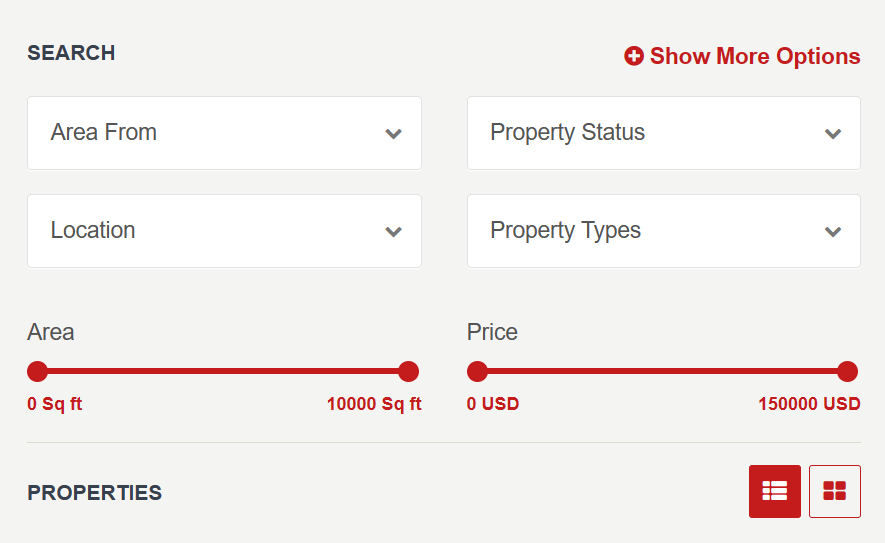 SEARCH
Show More Options
Area From
Property Status
Location
Property Types
Area
Price
0 Sq ft
10000 Sq ft
0 USD
150000 USD
PROPERTIES